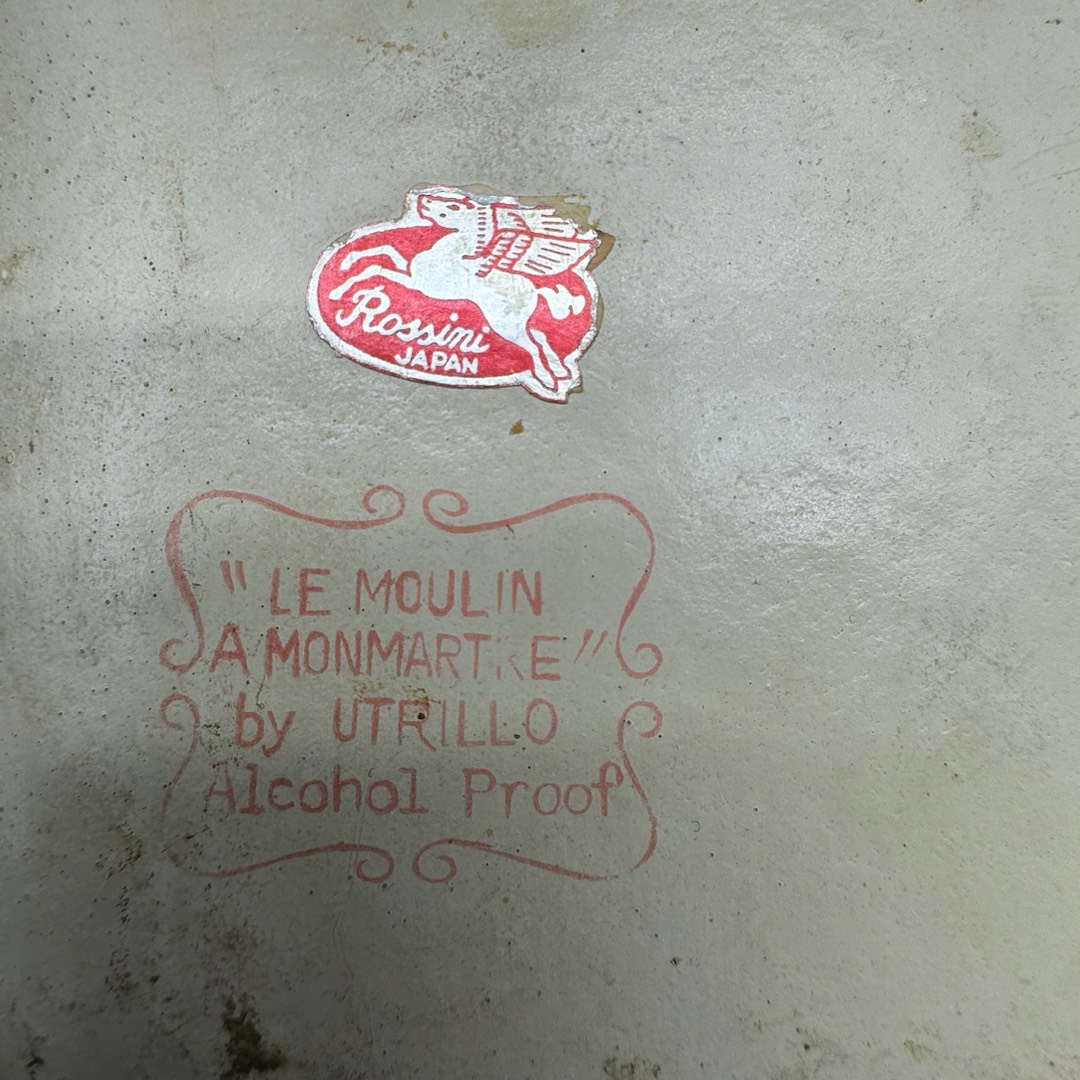 Rossini
JAPAN
"LE MOULIN
A MONMARTRE"
by UTRILLO
Alcohol Proof